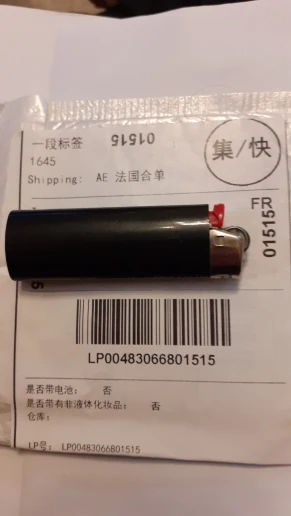 一段标签 01515
集/快
1645
Shipping: AE 法国合单
FR
01515
LP00483066801515
是否带电池: 否
是否带有非液体化妆品: 否
仓库:
LP号: LP00483066801515